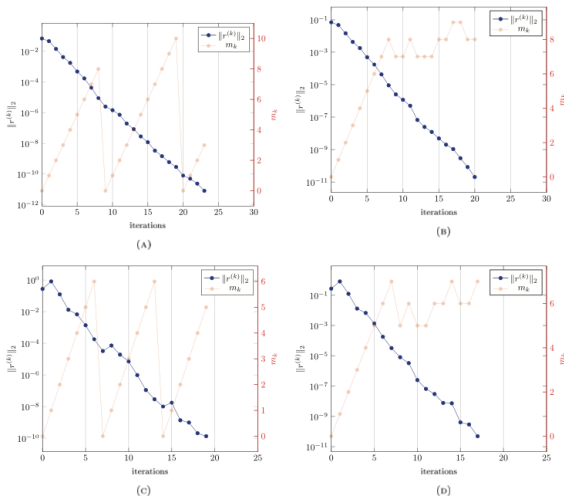 ‖r^(k)‖₂
m_k
10^−2
10^−4
10^−6
10^−8
10^−10
10^−12
‖r^(k)‖₂
10
8
6
4
2
0
m_k
0 5 10 15 20 25 30
iterations
(A)
‖r^(k)‖₂
m_k
10^−1
10^−3
10^−5
10^−7
10^−9
10^−11
‖r^(k)‖₂
8
6
4
2
0
m_k
0 5 10 15 20 25 30
iterations
(B)
‖r^(k)‖₂
m_k
10^0
10^−2
10^−4
10^−6
10^−8
10^−10
‖r^(k)‖₂
6
5
4
3
2
1
0
m_k
0 5 10 15 20 25
iterations
(C)
‖r^(k)‖₂
m_k
10^−1
10^−3
10^−5
10^−7
10^−9
10^−11
‖r^(k)‖₂
6
4
2
0
m_k
0 5 10 15 20 25
iterations
(D)